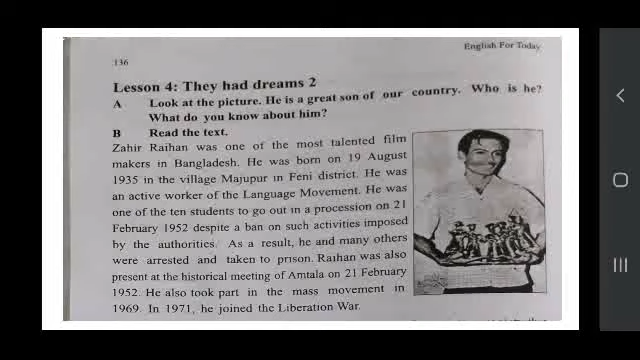 English For Today
136
Lesson 4: They had dreams 2
A Look at the picture. He is a great son of our country. Who is he?
What do you know about him?
B Read the text.
Zahir Raihan was one of the most talented film
makers in Bangladesh. He was born on 19 August
1935 in the village Majupur in Feni district. He was
an active worker of the Language Movement. He was
one of the ten students to go out in a procession on 21
February 1952 despite a ban on such activities imposed
by the authorities. As a result, he and many others
were arrested and taken to prison. Raihan was also
present at the historical meeting of Amtala on 21 February
1952. He also took part in the mass movement in
1969. In 1971, he joined the Liberation War.